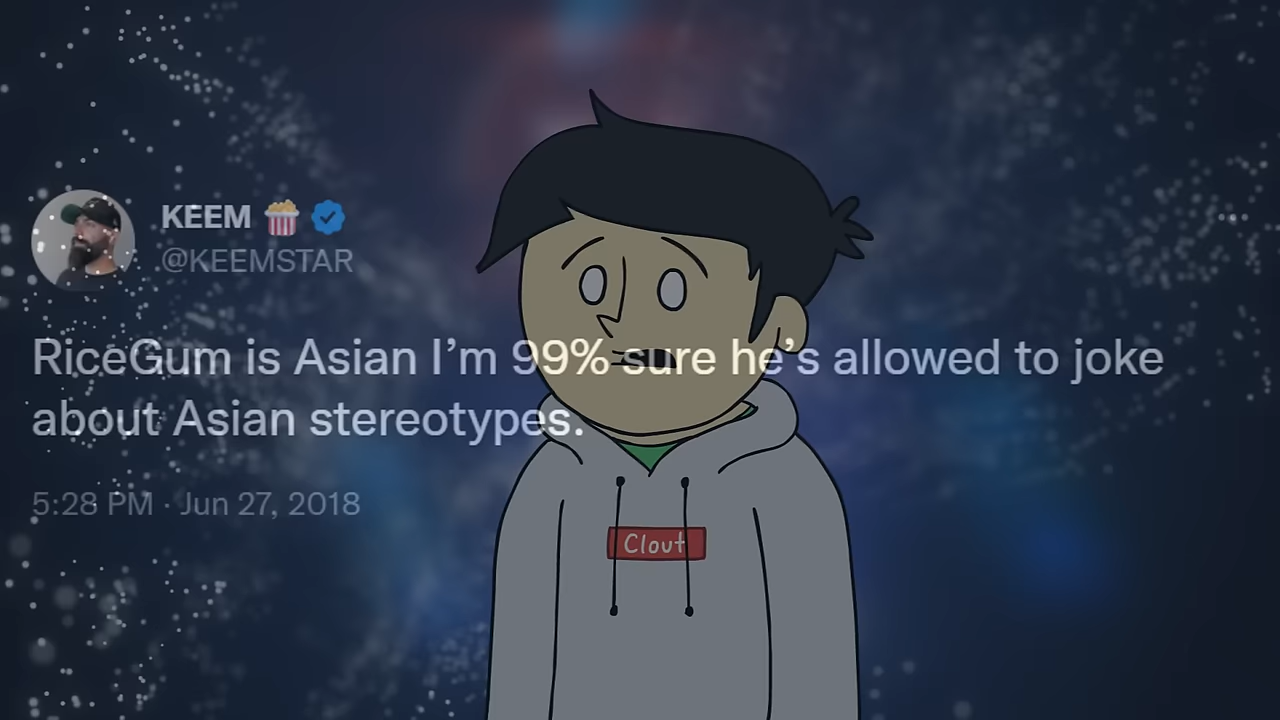 KEEM 🍿
@KEEMSTAR
RiceGum is Asian I’m 99% sure he’s allowed to joke
about Asian stereotypes.
5:28 PM · Jun 27, 2018
Clout